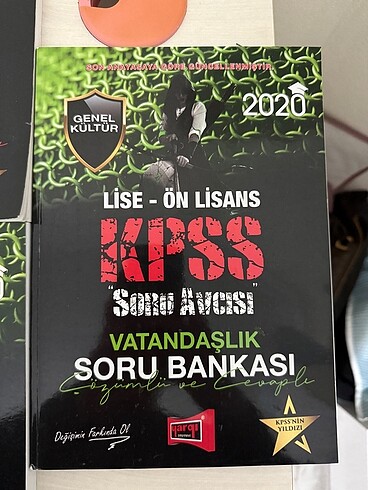 SON ANAYASAYA GÖRE GÜNCELLENMİŞTİR
2020
GENEL
KÜLTÜR
LİSE - ÖN LİSANS
KPSS
"SORU AVCISI"
VATANDAŞLIK
SORU BANKASI
Çözümlü ve Cevaplı
Değişimin Farkında Ol
yargı
KPSS'NİN
YILDIZI